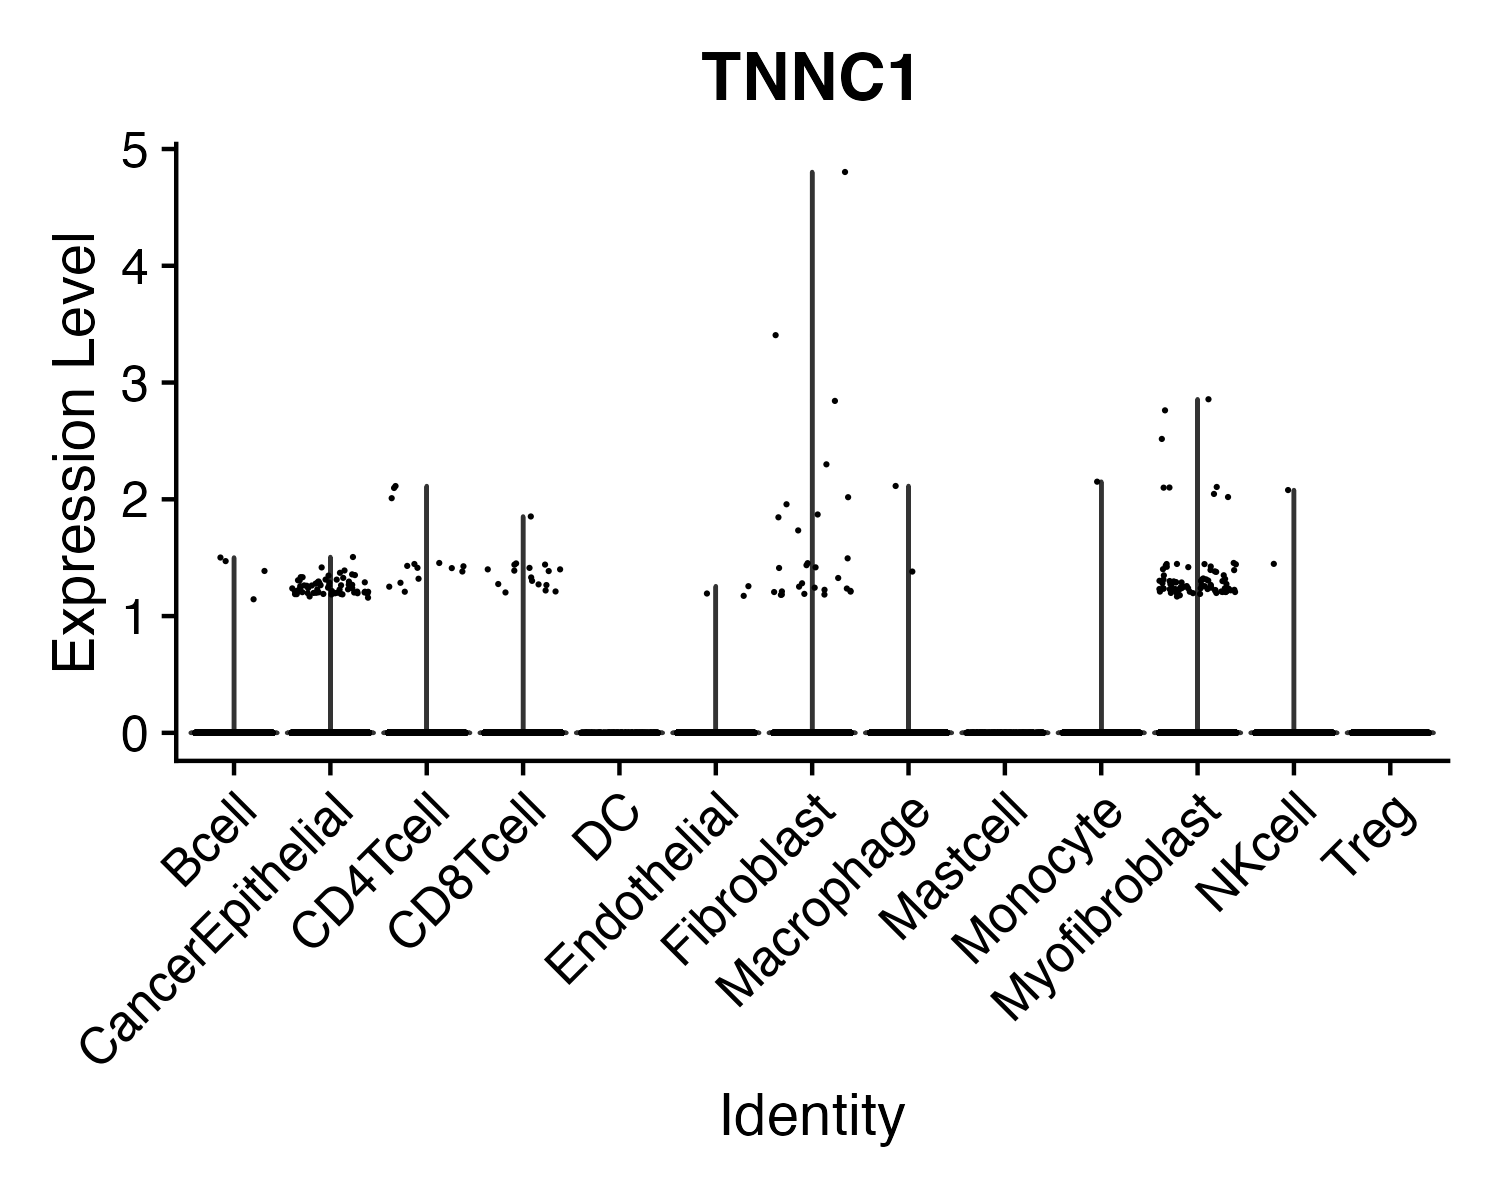 TNNC1
Expression Level
5
4
3
2
1
0
Bcell
CancerEpithelial
CD4Tcell
CD8Tcell
DC
Endothelial
Fibroblast
Macrophage
Mastcell
Monocyte
Myofibroblast
NKcell
Treg
Identity